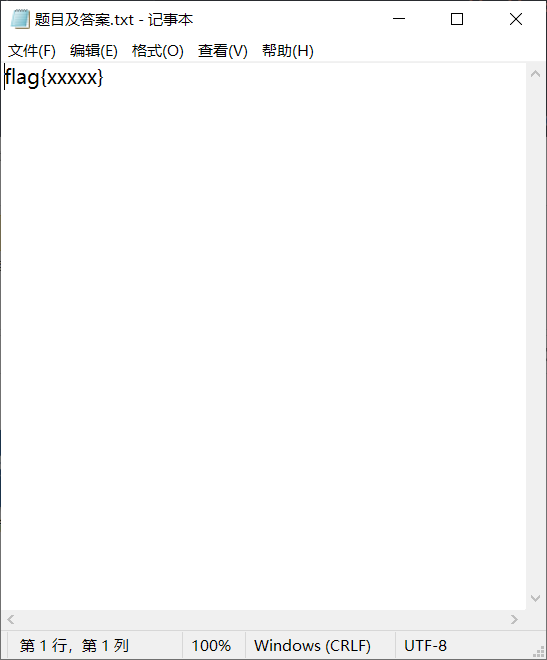 题目及答案.txt - 记事本
文件(F) 编辑(E) 格式(O) 查看(V) 帮助(H)
flag{xxxxx}
第 1 行，第 1 列 100% Windows (CRLF) UTF-8